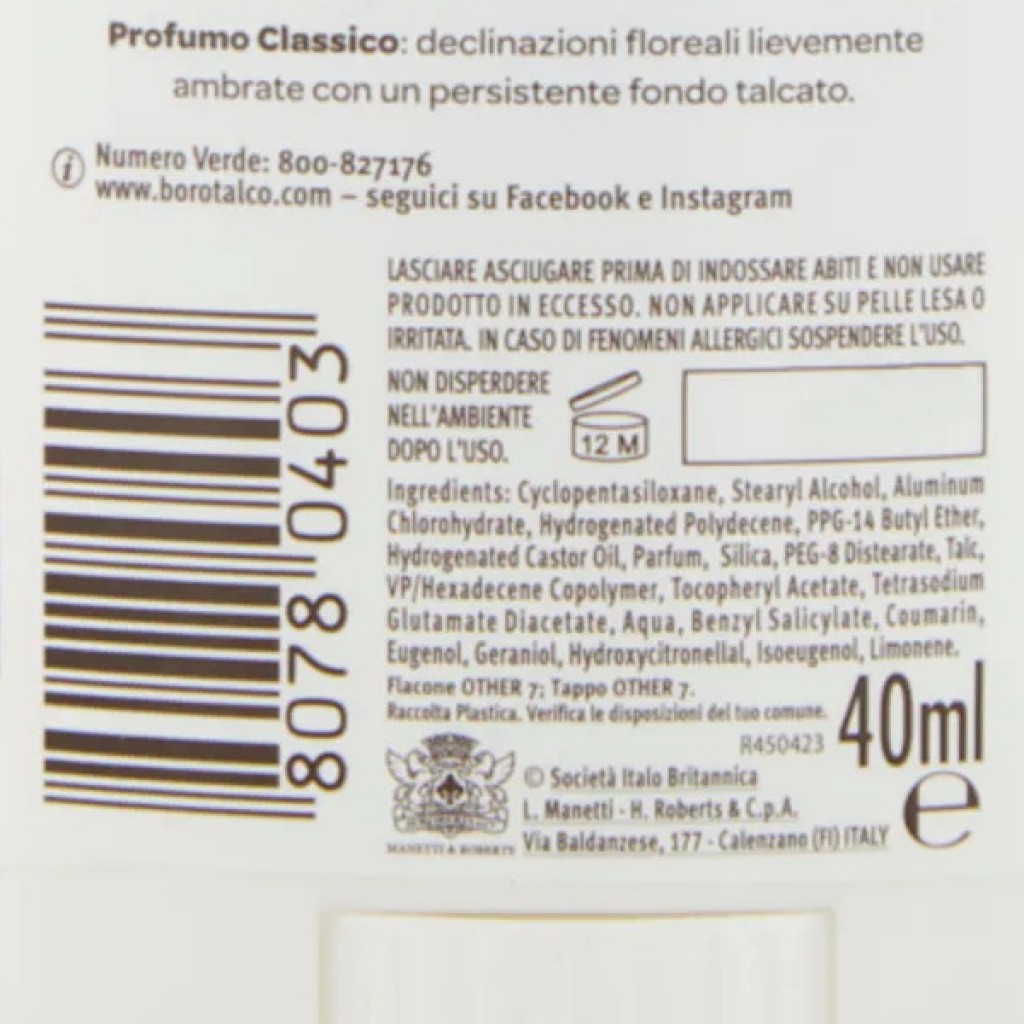 Profumo Classico: declinazioni floreali lievemente
ambrate con un persistente fondo talcato.
i Numero Verde: 800-827176
www.borotalco.com – seguici su Facebook e Instagram
LASCIARE ASCIUGARE PRIMA DI INDOSSARE ABITI E NON USARE
PRODOTTO IN ECCESSO. NON APPLICARE SU PELLE LESA O
IRRITATA. IN CASO DI FENOMENI ALLERGICI SOSPENDERE L'USO.
NON DISPERDERE
NELL'AMBIENTE
DOPO L'USO.
12 M
8078 0403
Ingredients: Cyclopentasiloxane, Stearyl Alcohol, Aluminum
Chlorohydrate, Hydrogenated Polydecene, PPG-14 Butyl Ether,
Hydrogenated Castor Oil, Parfum, Silica, PEG-8 Distearate, Talc,
VP/Hexadecene Copolymer, Tocopheryl Acetate, Tetrasodium
Glutamate Diacetate, Aqua, Benzyl Salicylate, Coumarin,
Eugenol, Geraniol, Hydroxycitronellal, Isoeugenol, Limonene.
Flacone OTHER 7; Tappo OTHER 7.
Raccolta Plastica. Verifica le disposizioni del tuo comune.
R450423
40ml
e
© Società Italo Britannica
L. Manetti - H. Roberts & C.p.A.
Via Baldanzese, 177 - Calenzano (FI) ITALY
MANETTI & ROBERTS